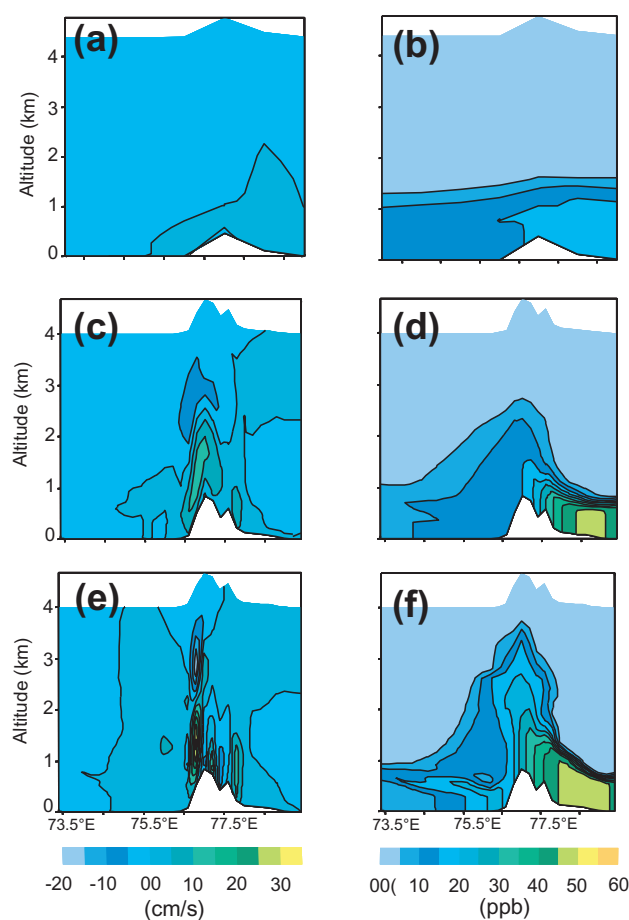 (a)
(b)
Altitude (km)
4
3
2
1
0
(c)
(d)
Altitude (km)
4
3
2
1
0
(e)
(f)
Altitude (km)
4
3
2
1
0
73.5°E 75.5°E 77.5°E
73.5°E 75.5°E 77.5°E
-20 -10 00 10 20 30
(cm/s)
00( 10 20 30 40 50 60
(ppb)